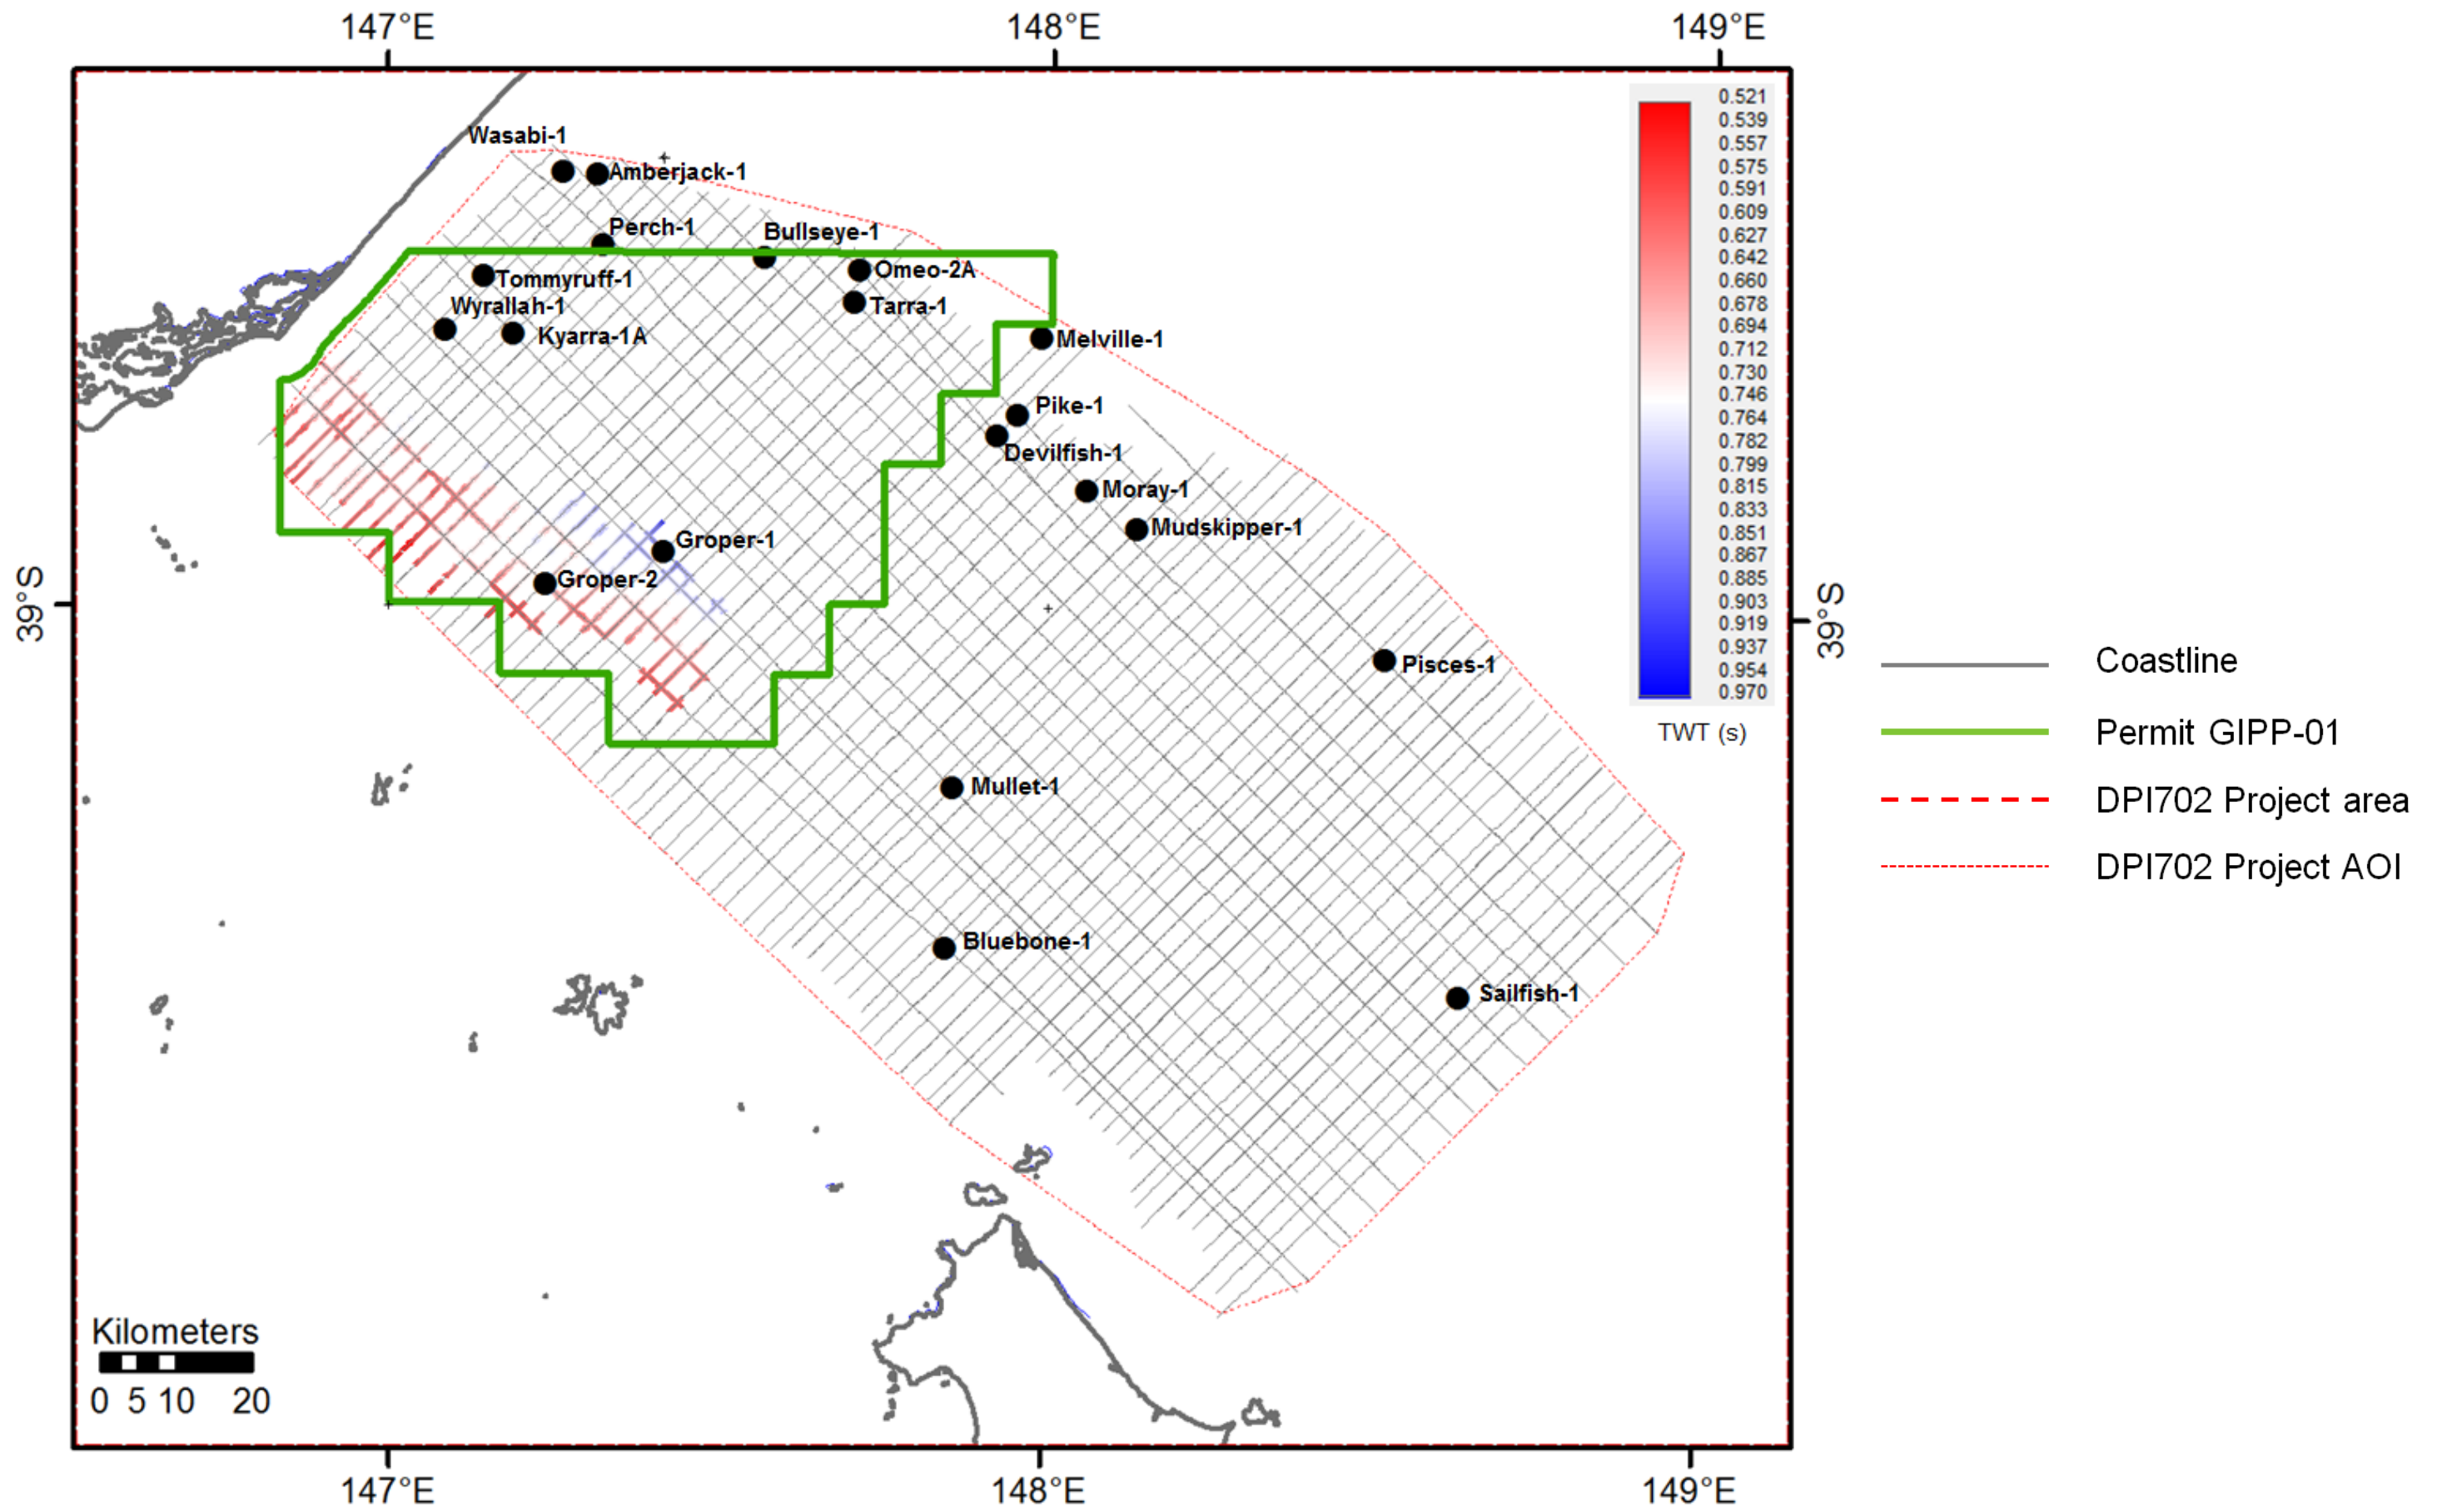 147°E
148°E
149°E
0.521
0.539
0.557
0.575
0.591
0.609
0.627
0.642
0.660
0.678
0.694
0.712
0.730
0.746
0.764
0.782
0.799
0.815
0.833
0.851
0.867
0.885
0.903
0.919
0.937
0.954
0.970
TWT (s)
Wasabi-1
Amberjack-1
Perch-1
Bullseye-1
Omeo-2A
Tommyruff-1
Tarra-1
Wyrallah-1
Kyarra-1A
Melville-1
Pike-1
Devilfish-1
Moray-1
Mudskipper-1
Groper-1
Groper-2
39°S
39°S
Pisces-1
Mullet-1
Bluebone-1
Sailfish-1
Coastline
Permit GIPP-01
DPI702 Project area
DPI702 Project AOI
Kilometers
0 5 10 20
147°E
148°E
149°E